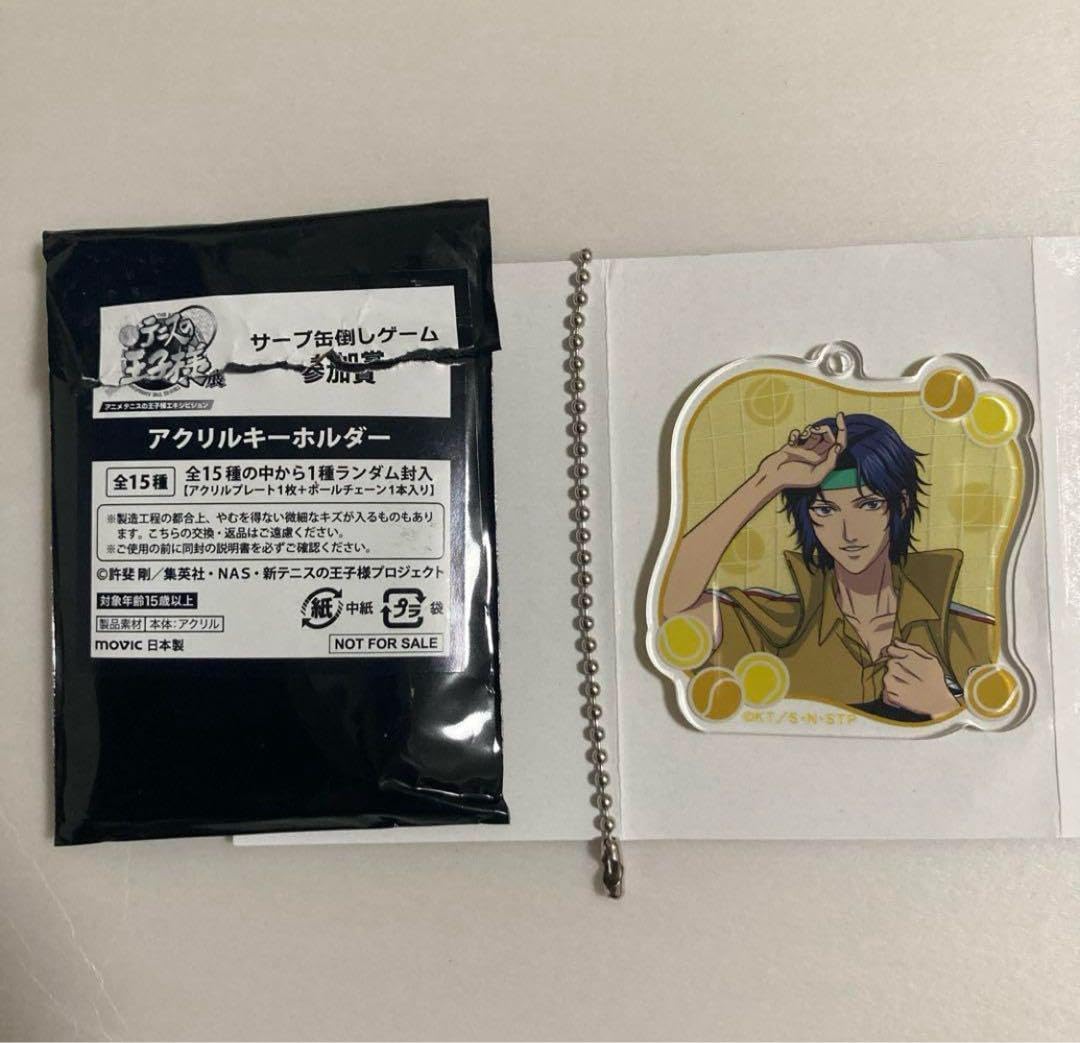 テニスの
王子様展
アニメ テニスの王子様エキシビション
サーブ缶倒しゲーム
参加賞
アクリルキーホルダー
全15種
全15種の中から1種ランダム封入
【アクリルプレート1枚+ボールチェーン1本入り】
※製造工程の都合上、やむを得ない微細なキズが入るものもあり
ます。こちらの交換・返品はご遠慮ください。
※ご使用の前に同封の説明書を必ずご確認ください。
©許斐 剛／集英社・NAS・新テニスの王子様プロジェクト
対象年齢15歳以上
製品素材 本体:アクリル
movic 日本製
紙 中紙 プラ 袋
NOT FOR SALE
©KT/S・N・STP